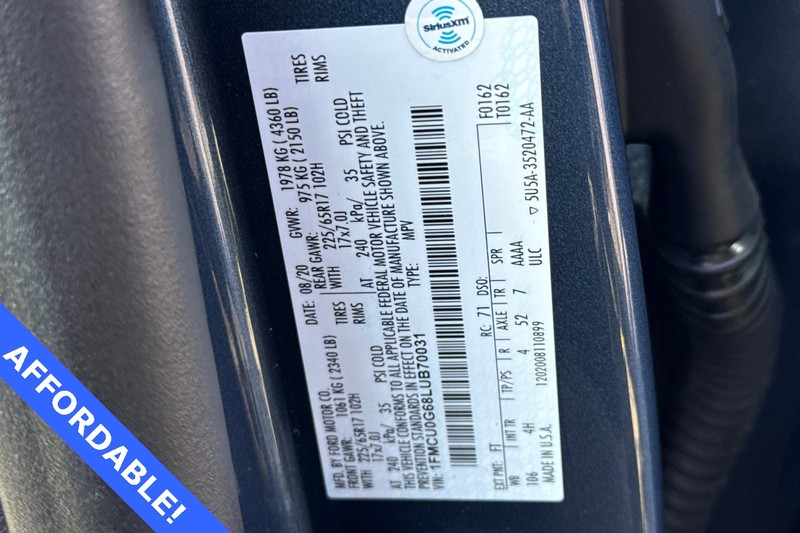 siriusxm
ACTIVATED
MFD. BY FORD MOTOR CO. DATE: 08/20 GVWR: 1978 KG ( 4360 LB)
FRONT GAWR: 1061 KG ( 2340 LB) REAR GAWR: 975 KG ( 2150 LB)
WITH 225/65R17 102H TIRES WITH 225/65R17 102H TIRES
17x7.0J RIMS 17x7.0J RIMS
AT 240 kPa/ 35 PSI COLD AT 240 kPa/ 35 PSI COLD
THIS VEHICLE CONFORMS TO ALL APPLICABLE FEDERAL MOTOR VEHICLE SAFETY AND THEFT
PREVENTION STANDARDS IN EFFECT ON THE DATE OF MANUFACTURE SHOWN ABOVE.
VIN: 1FMCU0G68LUB70031 TYPE: MPV
F0162
T0162
EXT PNT: FT RC: 71 DSO:
WB INT TR TP/PS R AXLE TR SPR
106 4H 4 52 7 AAAA
ULC
MADE IN U.S.A. 1202008110899 ▽ 5U5A-3520472-AA
AFFORDABLE!